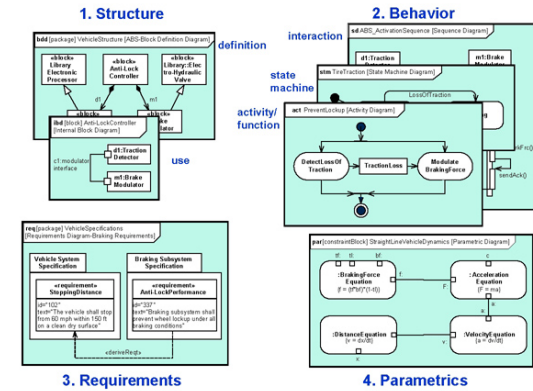 1. Structure
bdd [package] VehicleStructure [ABS-Block Definition Diagram]
definition
«block»
Library::
Electronic
Processor
«block»
Anti-Lock
Controller
«block»
Library::Elec
tro-Hydraulic
Valve
d1
m1
«block»
ibd [block] Anti-LockController
[Internal Block Diagram]
use
d1:Traction
Detector
c1:modulator
interface
m1:Brake
Modulator
2. Behavior
interaction
sd ABS_ActivationSequence [Sequence Diagram]
d1:Traction
m1:Brake
state
machine
stm TireTraction [State Machine Diagram]
LossOfTraction
activity/
function
act PreventLockup [Activity Diagram]
DetectLossOf
Traction
TractionLoss
Modulate
BrakingForce
sendAck()
req [package] VehicleSpecifications
[Requirements Diagram-Braking Requirements]
Vehicle System
Specification
Braking Subsystem
Specification
«requirement»
StoppingDistance
id="102"
text="The vehicle shall stop
from 60 mph within 150 ft
on a clean dry surface"
«requirement»
Anti-LockPerformance
id="337"
text="Braking subsystem shall
prevent wheel lockup under all
braking conditions"
«deriveReqt»
3. Requirements
par [constraintBlock] StraightLineVehicleDynamics [Parametric Diagram]
tf
tl
bf
c
:BrakingForce
Equation
[f = (tf*bf)*(1-tl)]
f:
F:
:Acceleration
Equation
[F = ma]
a:
a:
:DistanceEquation
[v = dx/dt]
v:
v:
:VelocityEquation
[a = dv/dt]
x:
4. Parametrics